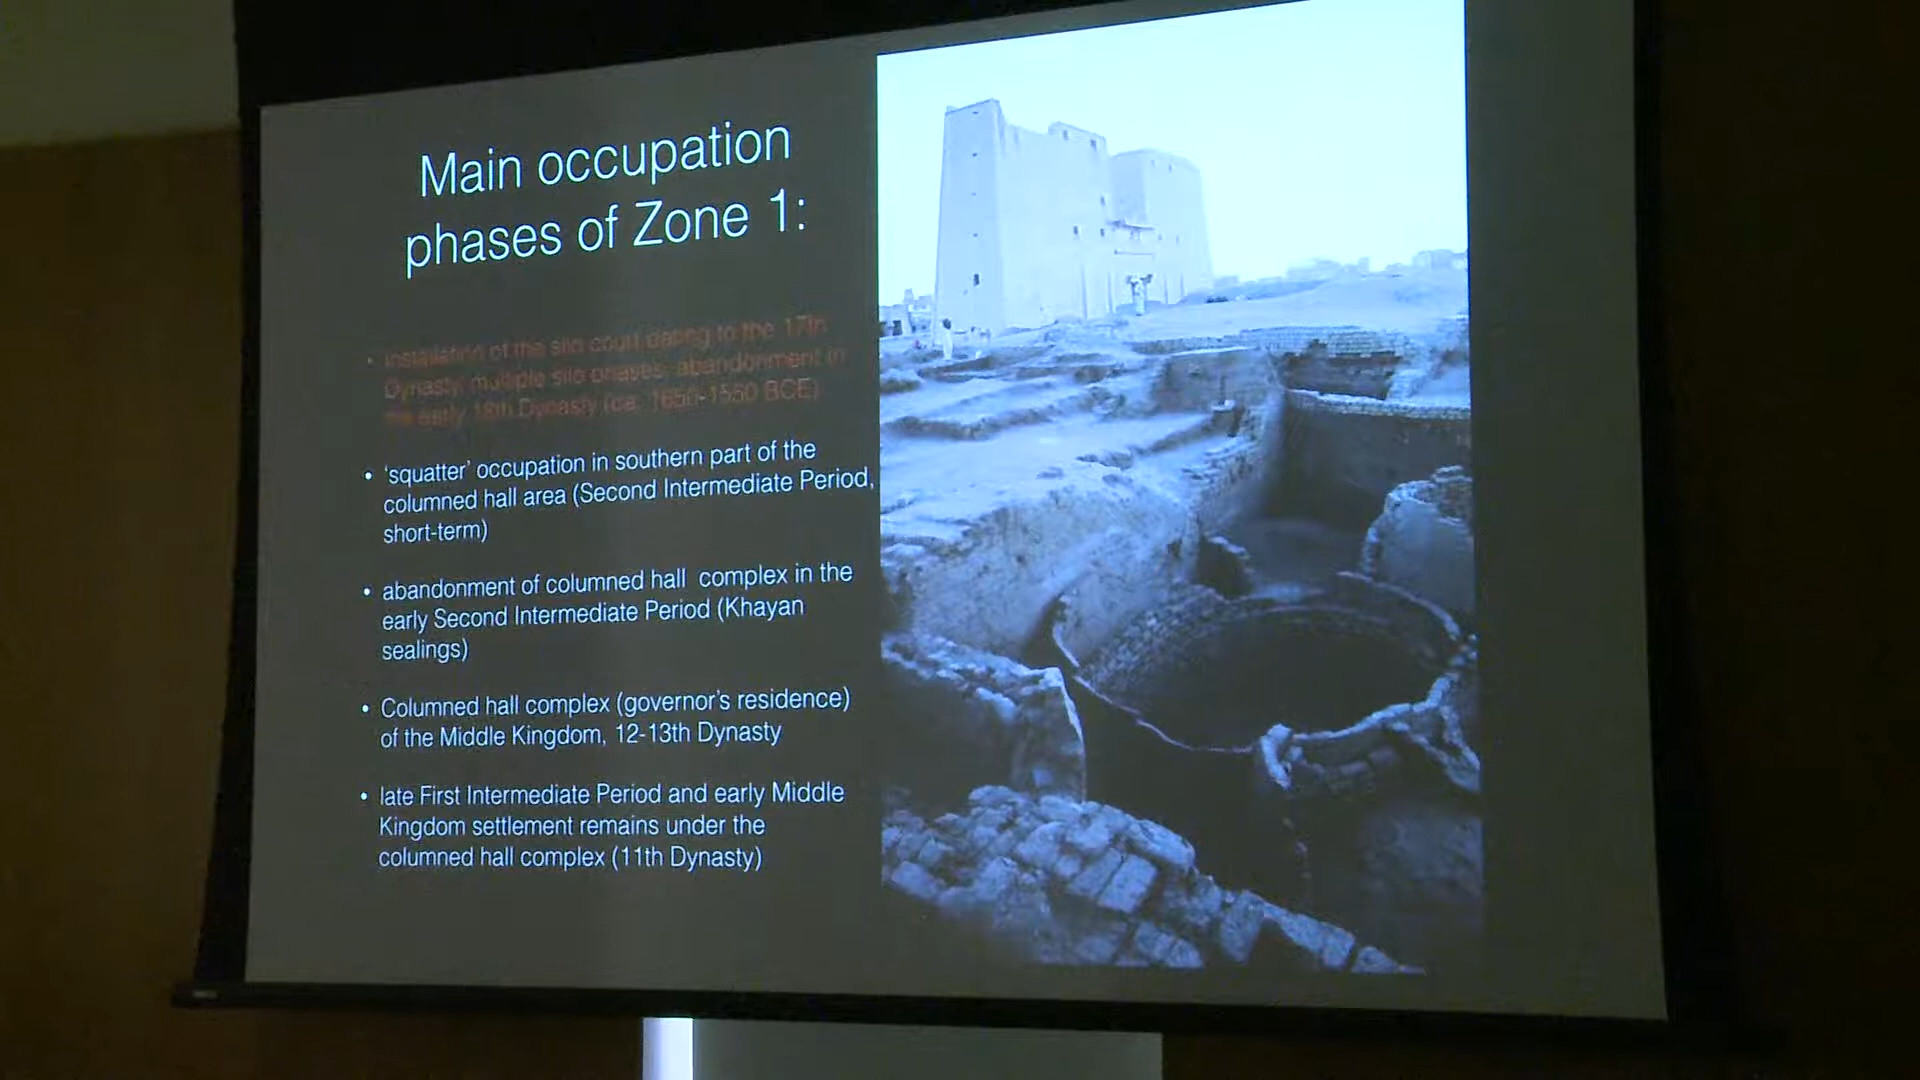 Main occupation
phases of Zone 1:
• installation of the silo court dating to the 17th
Dynasty, multiple silo phases, abandonment in
the early 18th Dynasty (ca. 1650-1550 BCE)
• ‘squatter’ occupation in southern part of the
columned hall area (Second Intermediate Period,
short-term)
• abandonment of columned hall complex in the
early Second Intermediate Period (Khayan
sealings)
• Columned hall complex (governor’s residence)
of the Middle Kingdom, 12-13th Dynasty
• late First Intermediate Period and early Middle
Kingdom settlement remains under the
columned hall complex (11th Dynasty)